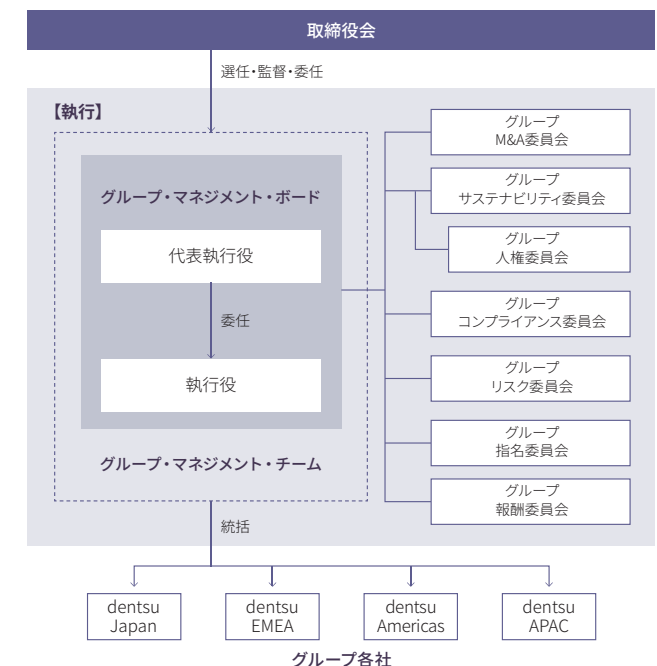 取締役会
選任・監督・委任
【執行】
グループ・マネジメント・ボード
代表執行役
委任
執行役
グループ・マネジメント・チーム
グループ
M&A委員会
グループ
サステナビリティ委員会
グループ
人権委員会
グループ
コンプライアンス委員会
グループ
リスク委員会
グループ
指名委員会
グループ
報酬委員会
統括
dentsu
Japan
dentsu
EMEA
dentsu
Americas
dentsu
APAC
グループ各社